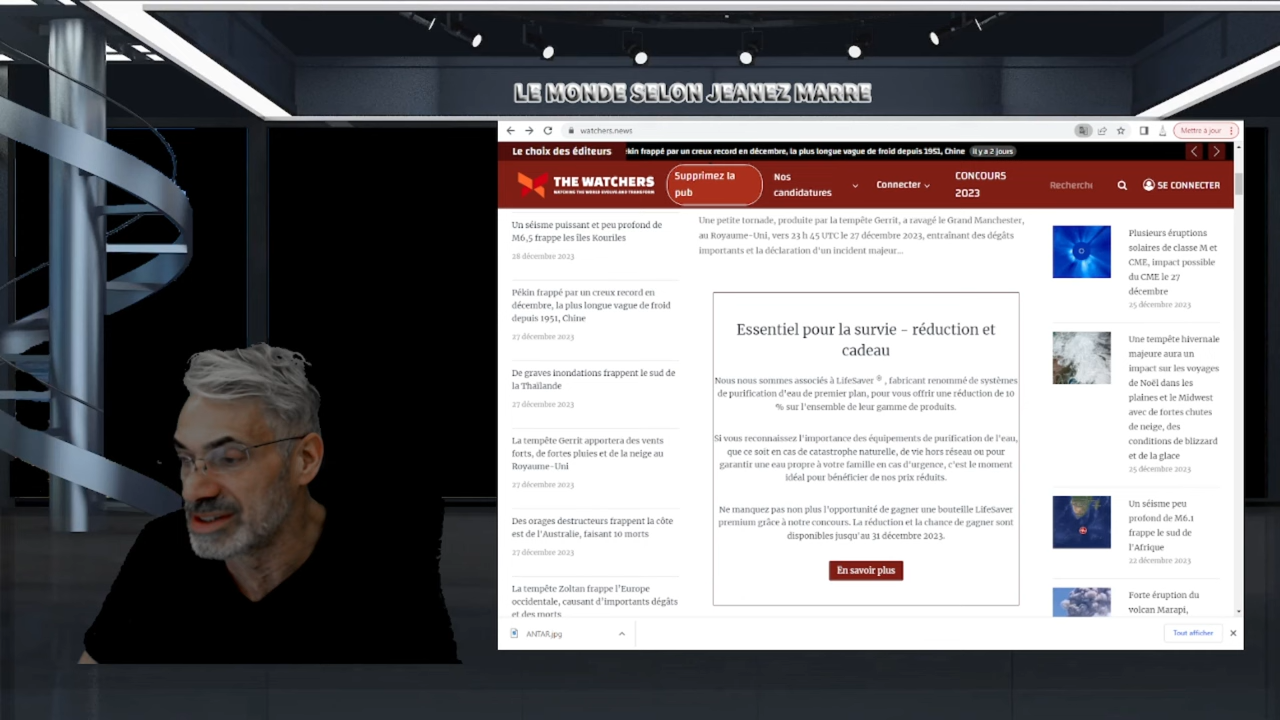 LE MONDE SELON JEANEZ MARRE
watchers.news
Mettre à jour
Le choix des éditeurs
kin frappé par un creux record en décembre, la plus longue vague de froid depuis 1951, Chine
Il y a 2 jours
THE WATCHERS
WATCHING THE WORLD EVOLVE AND TRANSFORM
Supprimez la
pub
Nos
candidatures
Connecter
CONCOURS
2023
Recherche
SE CONNECTER
Un séisme puissant et peu profond de
M6,5 frappe les îles Kouriles
28 décembre 2023
Pékin frappé par un creux record en
décembre, la plus longue vague de froid
depuis 1951, Chine
27 décembre 2023
De graves inondations frappent le sud de
la Thaïlande
27 décembre 2023
La tempête Gerrit apportera des vents
forts, de fortes pluies et de la neige au
Royaume-Uni
27 décembre 2023
Des orages destructeurs frappent la côte
est de l'Australie, faisant 10 morts
27 décembre 2023
La tempête Zoltan frappe l'Europe
occidentale, causant d'importants dégâts
et des morts
Une petite tornade, produite par la tempête Gerrit, a ravagé le Grand Manchester,
au Royaume-Uni, vers 23 h 45 UTC le 27 décembre 2023, entraînant des dégâts
importants et la déclaration d'un incident majeur...
Essentiel pour la survie - réduction et
cadeau
Nous nous sommes associés à LifeSaver ® , fabricant renommé de systèmes
de purification d'eau de premier plan, pour vous offrir une réduction de 10
% sur l'ensemble de leur gamme de produits.
Si vous reconnaissez l'importance des équipements de purification de l'eau,
que ce soit en cas de catastrophe naturelle, de vie hors réseau ou pour
garantir une eau propre à votre famille en cas d'urgence, c'est le moment
idéal pour bénéficier de nos prix réduits.
Ne manquez pas non plus l'opportunité de gagner une bouteille LifeSaver
premium grâce à notre concours. La réduction et la chance de gagner sont
disponibles jusqu'au 31 décembre 2023.
En savoir plus
Plusieurs éruptions
solaires de classe M et
CME, impact possible
du CME le 27
décembre
25 décembre 2023
Une tempête hivernale
majeure aura un
impact sur les voyages
de Noël dans les
plaines et le Midwest
avec de fortes chutes
de neige, des
conditions de blizzard
et de la glace
25 décembre 2023
Un séisme peu
profond de M6.1
frappe le sud de
l'Afrique
22 décembre 2023
Forte éruption du
volcan Marapi,
ANTAR.jpg
Tout afficher